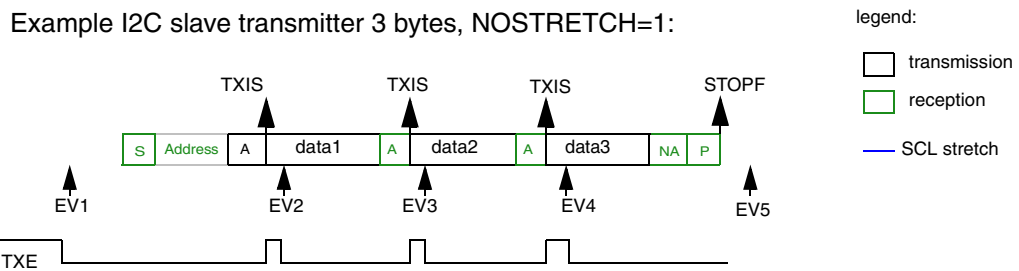 Example I2C slave transmitter 3 bytes, NOSTRETCH=1:
legend:
transmission
reception
SCL stretch
TXIS TXIS TXIS STOPF
S Address A data1 A data2 A data3 NA P
EV1 EV2 EV3 EV4 EV5
TXE